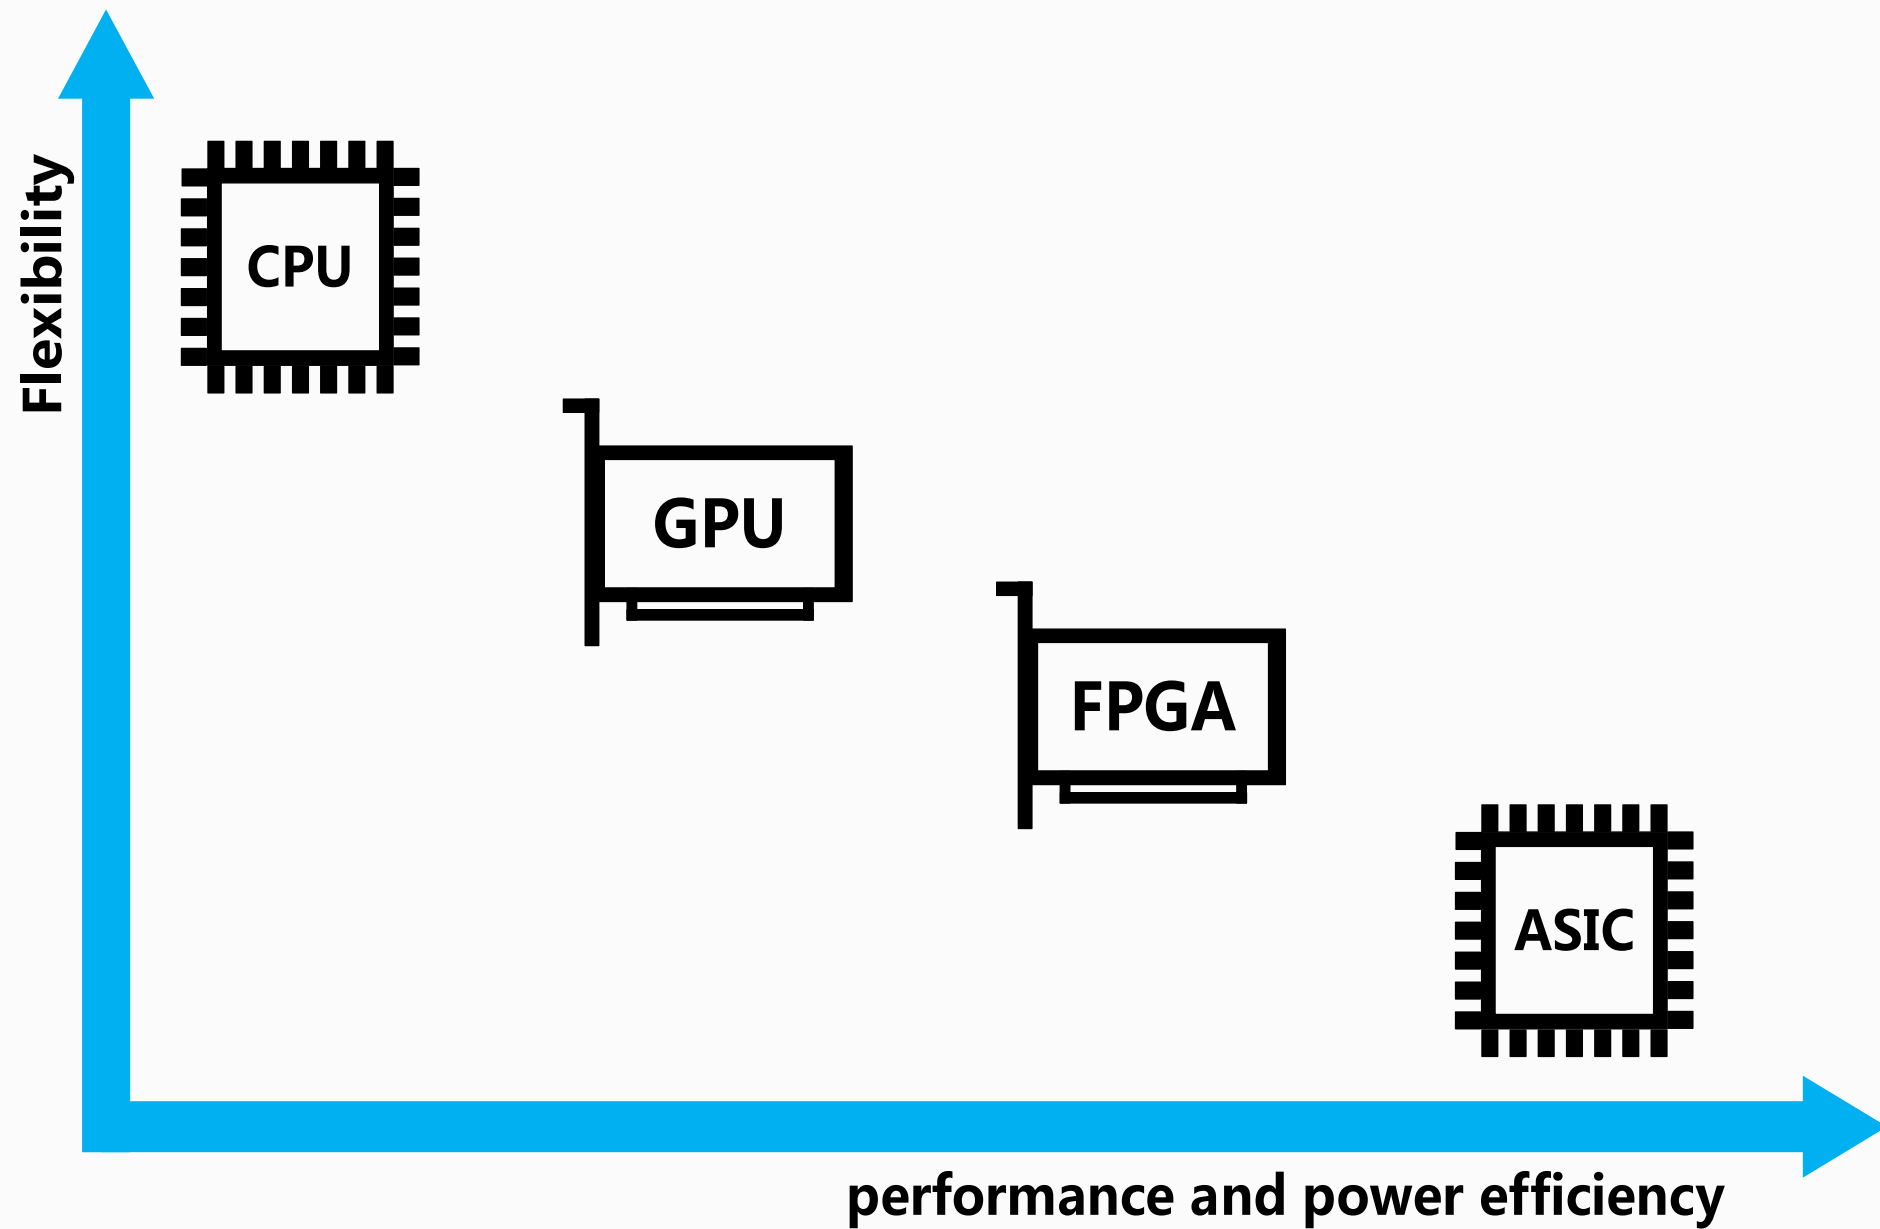 Flexibility
CPU
GPU
FPGA
ASIC
performance and power efficiency